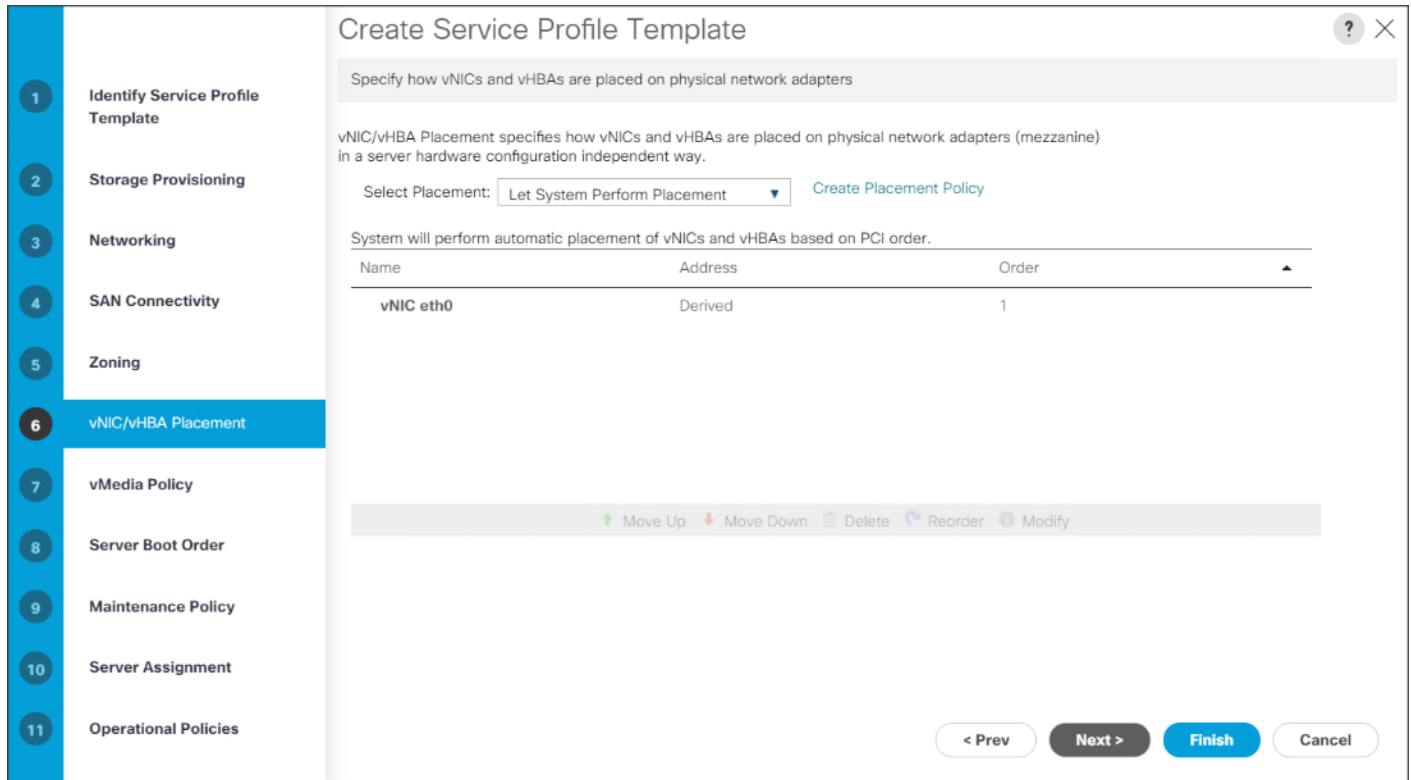 Create Service Profile Template
?
Specify how vNICs and vHBAs are placed on physical network adapters
1 Identify Service Profile
Template
2 Storage Provisioning
3 Networking
4 SAN Connectivity
5 Zoning
6 vNIC/vHBA Placement
7 vMedia Policy
8 Server Boot Order
9 Maintenance Policy
10 Server Assignment
11 Operational Policies
vNIC/vHBA Placement specifies how vNICs and vHBAs are placed on physical network adapters (mezzanine)
in a server hardware configuration independent way.
Select Placement: Let System Perform Placement Create Placement Policy
System will perform automatic placement of vNICs and vHBAs based on PCI order.
Name Address Order
vNIC eth0 Derived 1
Move Up Move Down Delete Reorder Modify
< Prev Next > Finish Cancel